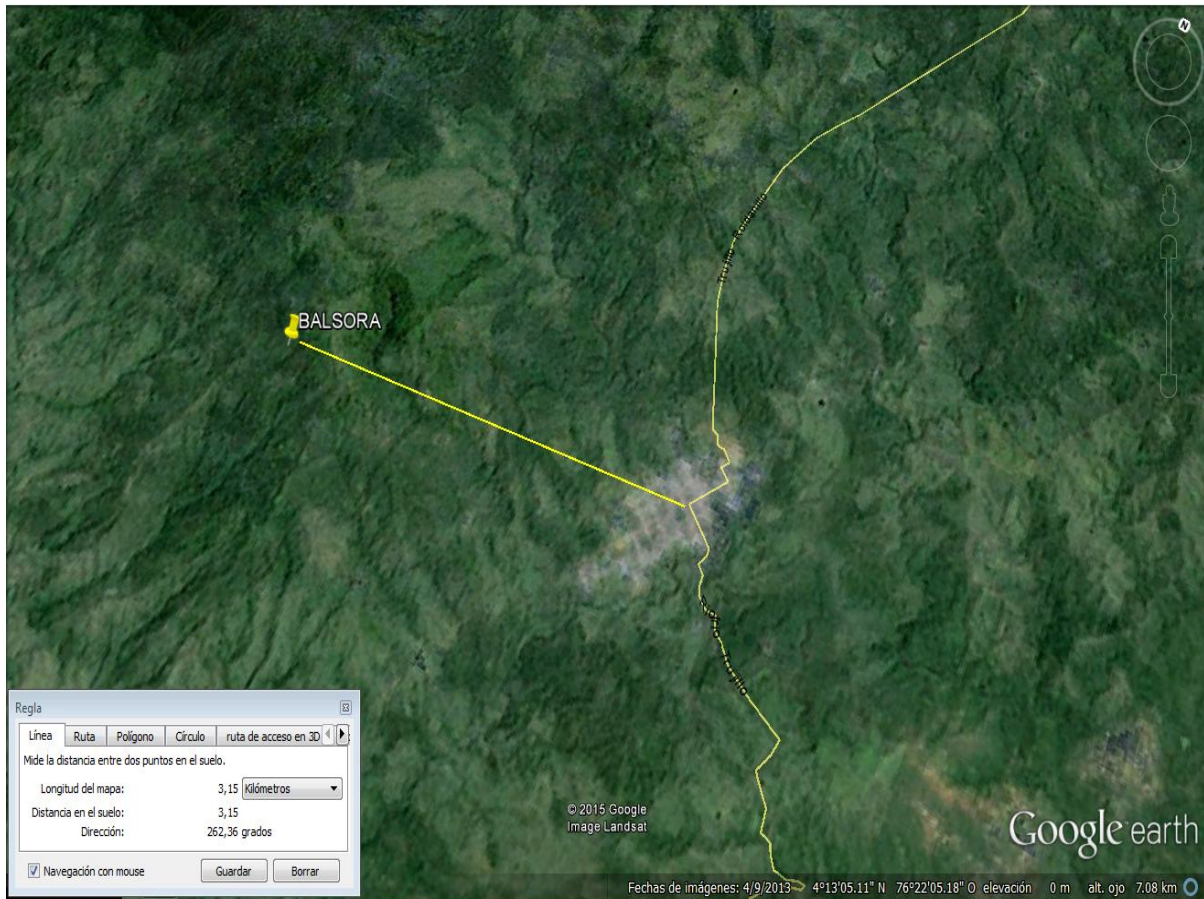 N
BALSORA
Regla
Línea Ruta Polígono Círculo ruta de acceso en 3D
Mide la distancia entre dos puntos en el suelo.
Longitud del mapa: 3,15 Kilómetros
Distancia en el suelo: 3,15
Dirección: 262,36 grados
Navegación con mouse Guardar Borrar
© 2015 Google
Image Landsat
Google earth
Fechas de imágenes: 4/9/2013 4°13'05.11" N 76°22'05.18" O elevación 0 m alt. ojo 7.08 km